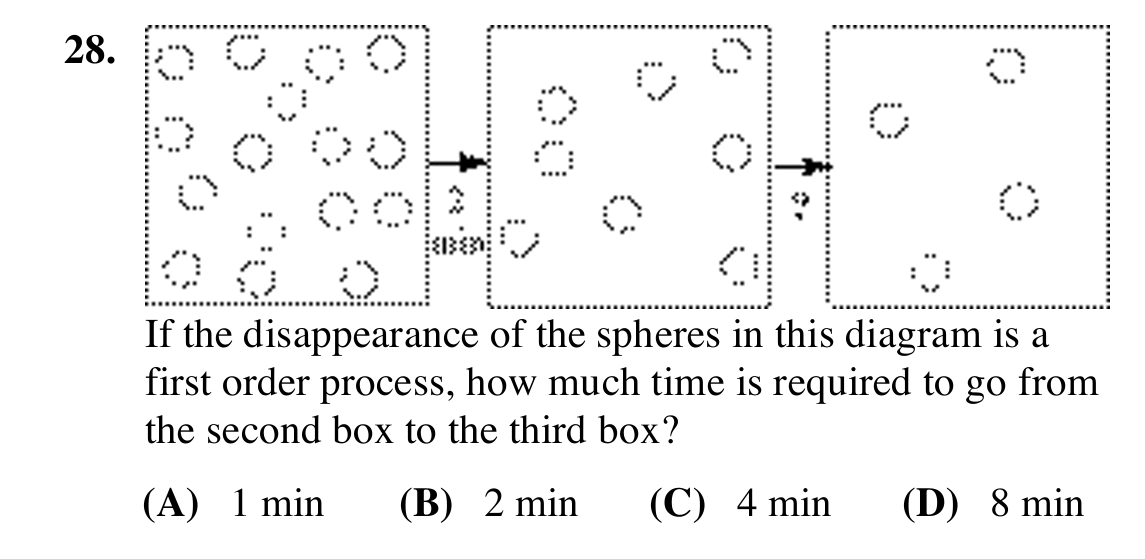 28.
2
?
If the disappearance of the spheres in this diagram is a
first order process, how much time is required to go from
the second box to the third box?
(A) 1 min (B) 2 min (C) 4 min (D) 8 min